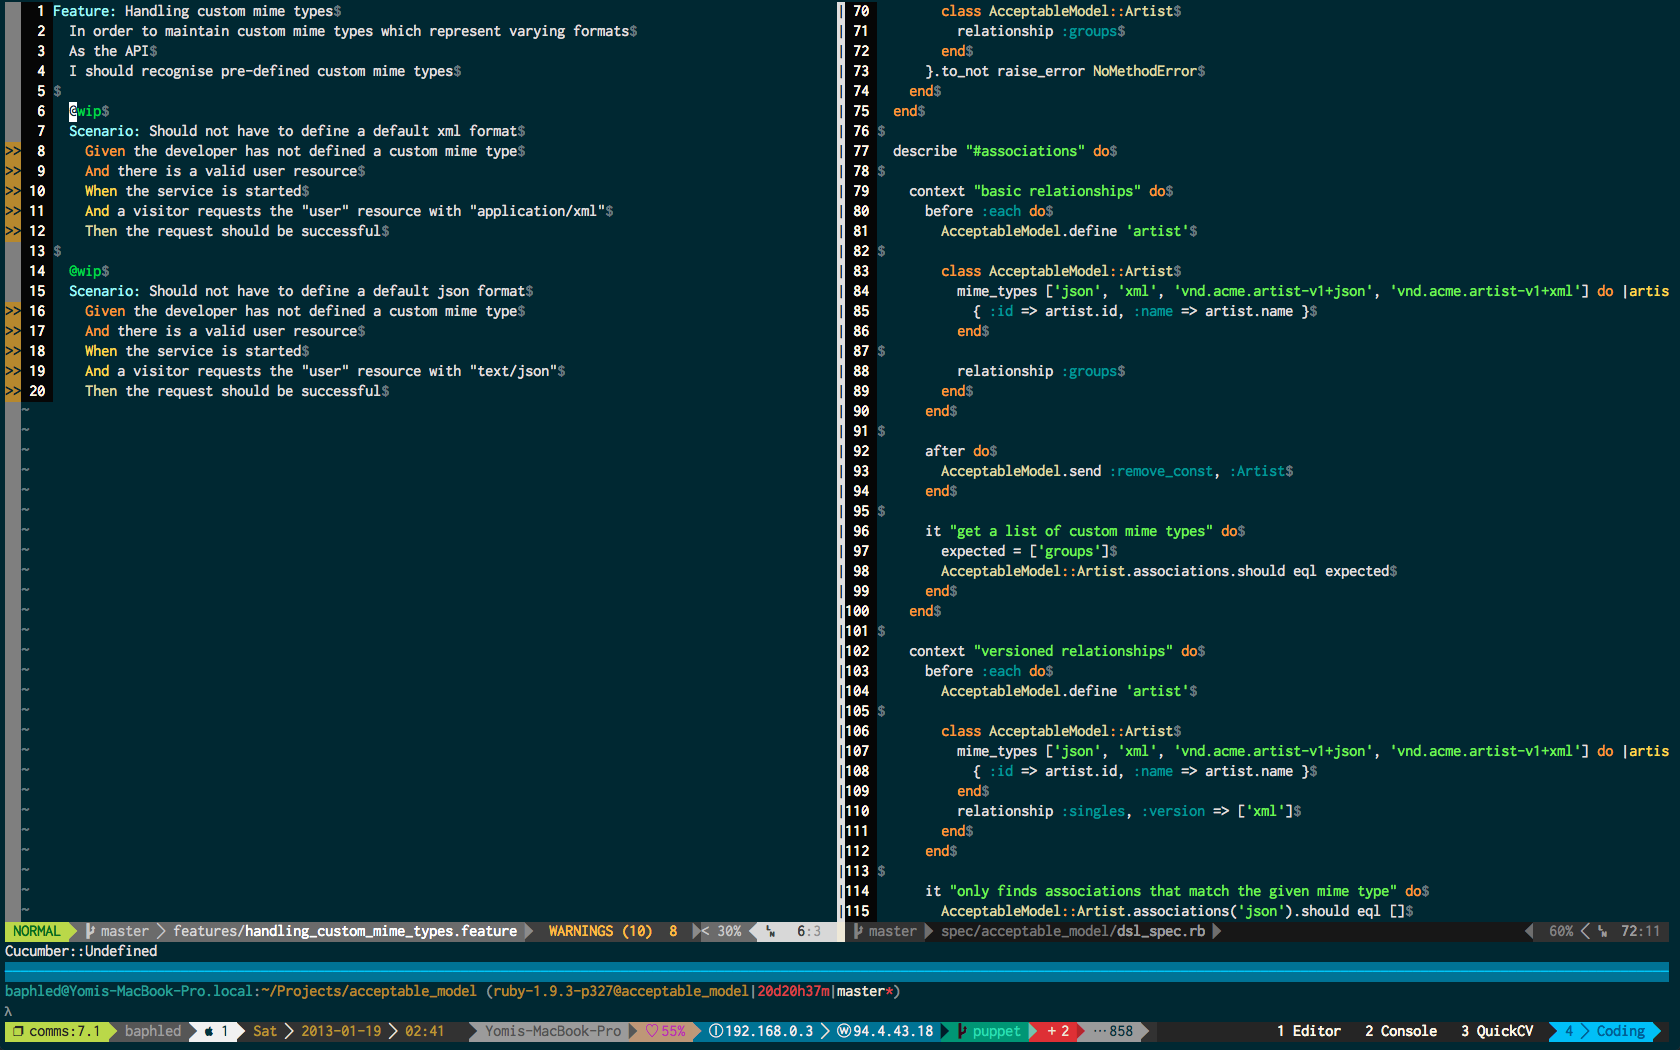 1 Feature: Handling custom mime types$
2   In order to maintain custom mime types which represent varying formats$
3   As the API$
4   I should recognise pre-defined custom mime types$
5 $
6   @wip$
7   Scenario: Should not have to define a default xml format$
>> 8     Given the developer has not defined a custom mime type$
>> 9     And there is a valid user resource$
>> 10     When the service is started$
>> 11     And a visitor requests the "user" resource with "application/xml"$
>> 12     Then the request should be successful$
13 $
14   @wip$
15   Scenario: Should not have to define a default json format$
>> 16     Given the developer has not defined a custom mime type$
>> 17     And there is a valid user resource$
>> 18     When the service is started$
>> 19     And a visitor requests the "user" resource with "text/json"$
>> 20     Then the request should be successful$
70         class AcceptableModel::Artist$
71           relationship :groups$
72         end$
73       }.to_not raise_error NoMethodError$
74     end$
75   end$
76 $
77   describe "#associations" do$
78 $
79     context "basic relationships" do$
80       before :each do$
81         AcceptableModel.define 'artist'$
82 $
83         class AcceptableModel::Artist$
84           mime_types ['json', 'xml', 'vnd.acme.artist-v1+json', 'vnd.acme.artist-v1+xml'] do |artis
85             { :id => artist.id, :name => artist.name }$
86           end$
87 $
88           relationship :groups$
89         end$
90       end$
91 $
92       after do$
93         AcceptableModel.send :remove_const, :Artist$
94       end$
95 $
96       it "get a list of custom mime types" do$
97         expected = ['groups']$
98         AcceptableModel::Artist.associations.should eql expected$
99       end$
100     end$
101 $
102     context "versioned relationships" do$
103       before :each do$
104         AcceptableModel.define 'artist'$
105 $
106         class AcceptableModel::Artist$
107           mime_types ['json', 'xml', 'vnd.acme.artist-v1+json', 'vnd.acme.artist-v1+xml'] do |artis
108             { :id => artist.id, :name => artist.name }$
109           end$
110           relationship :singles, :version => ['xml']$
111         end$
112       end$
113 $
114       it "only finds associations that match the given mime type" do$
115         AcceptableModel::Artist.associations('json').should eql []$
NORMAL master features/handling_custom_mime_types.feature WARNINGS (10) 8 < 30% LN 6:3
master spec/acceptable_model/dsl_spec.rb 60% LN 72:11
Cucumber::Undefined
baphled@Yomis-MacBook-Pro.local:~/Projects/acceptable_model (ruby-1.9.3-p327@acceptable_model|20d20h37m|master*)
λ
comms:7.1 baphled 1 Sat 2013-01-19 02:41 Yomis-MacBook-Pro ♡55% Ⓘ192.168.0.3 Ⓦ94.4.43.18 puppet +2 ⋯858 1 Editor 2 Console 3 QuickCV 4 Coding